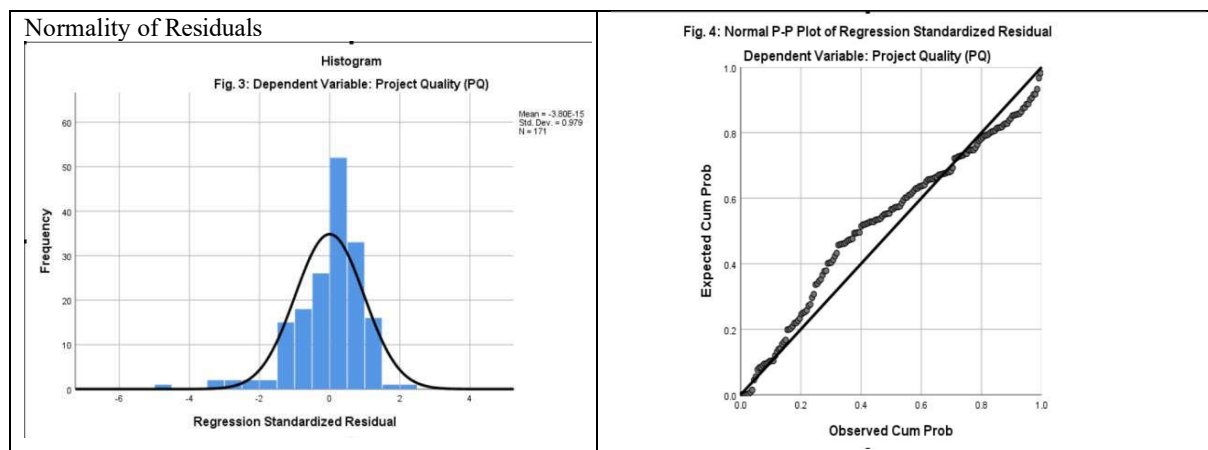 Normality of Residuals
Histogram
Fig. 3: Dependent Variable: Project Quality (PQ)
Mean = -3.80E-15
Std. Dev. = 0.979
N = 171
60
50
40
30
20
10
0
Frequency
-6 -4 -2 0 2 4
Regression Standardized Residual
Fig. 4: Normal P-P Plot of Regression Standardized Residual
Dependent Variable: Project Quality (PQ)
1.0
0.8
0.6
0.4
0.2
0.0
Expected Cum Prob
0.0 0.2 0.4 0.6 0.8 1.0
Observed Cum Prob